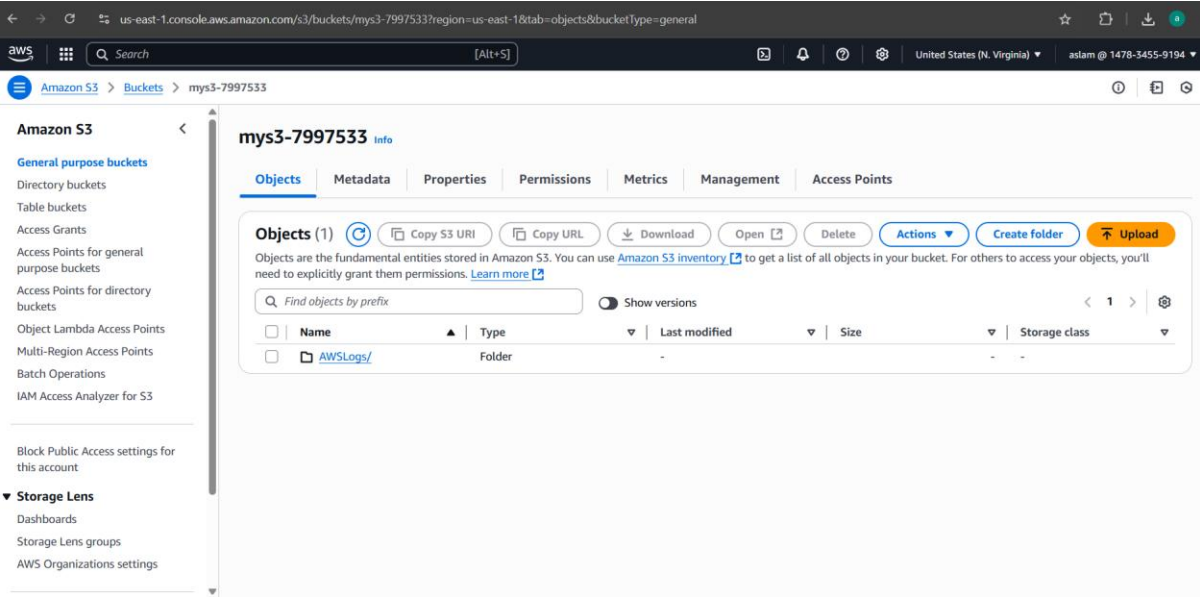 us-east-1.console.aws.amazon.com/s3/buckets/mys3-7997533?region=us-east-1&tab=objects&bucketType=general
a
aws
Search
[Alt+S]
United States (N. Virginia)
aslam @ 1478-3455-9194
Amazon S3 > Buckets > mys3-7997533
Amazon S3
General purpose buckets
Directory buckets
Table buckets
Access Grants
Access Points for general
purpose buckets
Access Points for directory
buckets
Object Lambda Access Points
Multi-Region Access Points
Batch Operations
IAM Access Analyzer for S3
Block Public Access settings for
this account
Storage Lens
Dashboards
Storage Lens groups
AWS Organizations settings
mys3-7997533 Info
Objects Metadata Properties Permissions Metrics Management Access Points
Objects (1) Copy S3 URI Copy URL Download Open Delete Actions Create folder Upload
Objects are the fundamental entities stored in Amazon S3. You can use Amazon S3 inventory to get a list of all objects in your bucket. For others to access your objects, you'll
need to explicitly grant them permissions. Learn more
Find objects by prefix Show versions 1
Name Type Last modified Size Storage class
AWSLogs/ Folder - - -